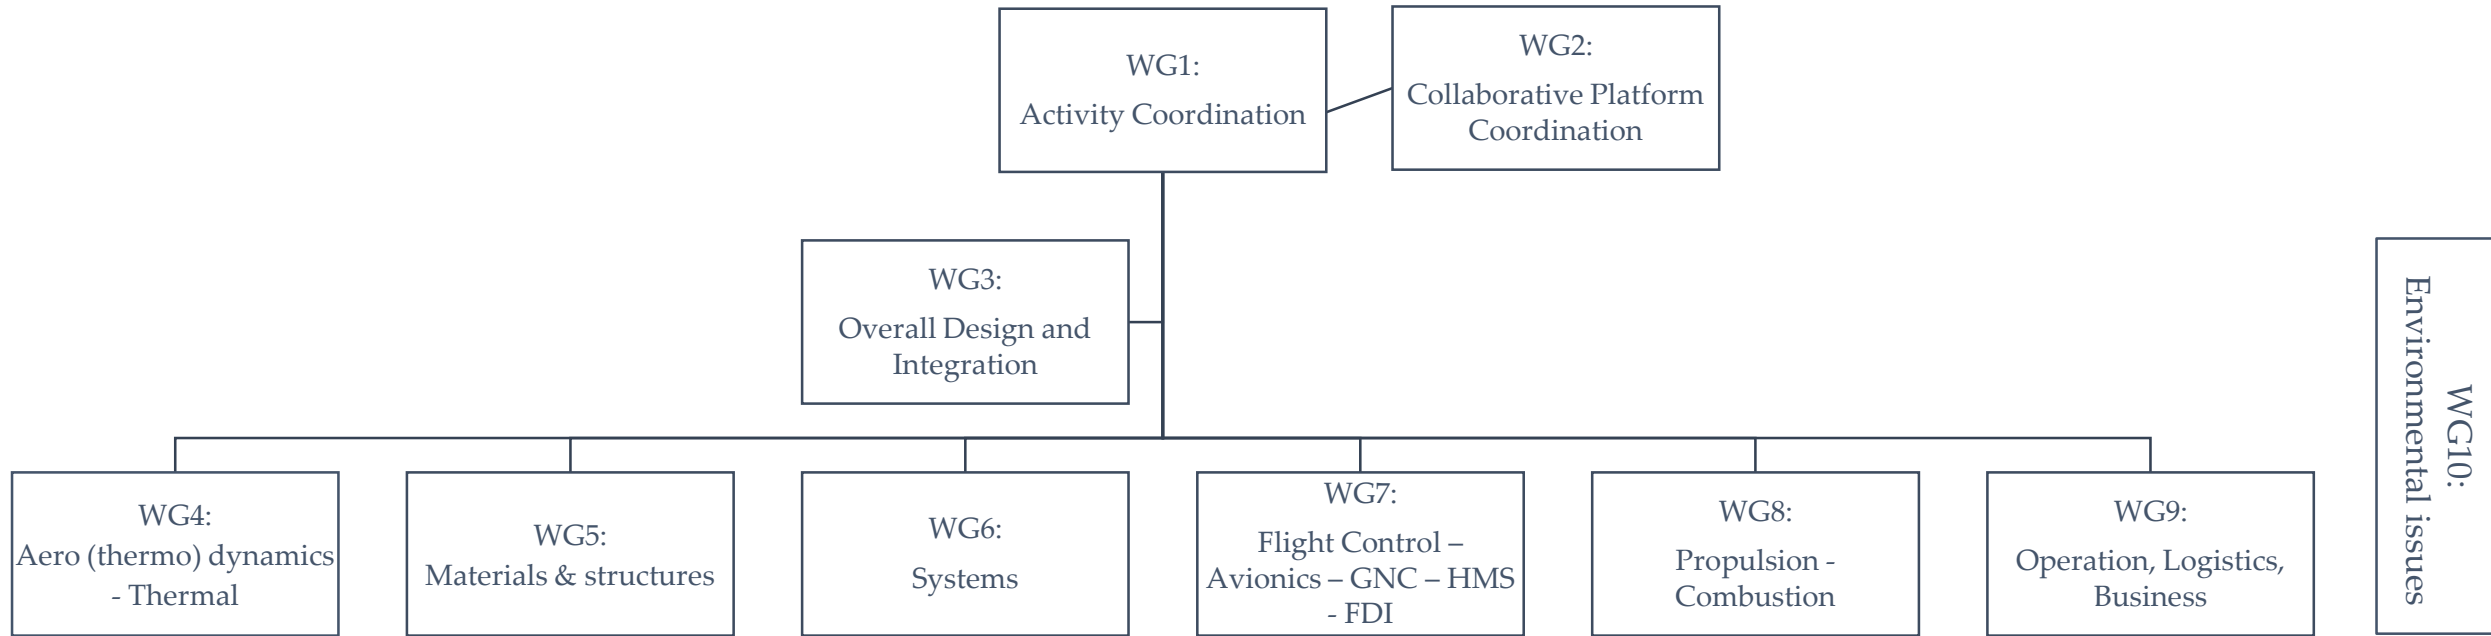 WG1:
Activity Coordination
WG2:
Collaborative Platform
Coordination
WG3:
Overall Design and
Integration
WG4:
Aero (thermo) dynamics
- Thermal
WG5:
Materials & structures
WG6:
Systems
WG7:
Flight Control –
Avionics – GNC – HMS
- FDI
WG8:
Propulsion -
Combustion
WG9:
Operation, Logistics,
Business
WG10:
Environmental issues